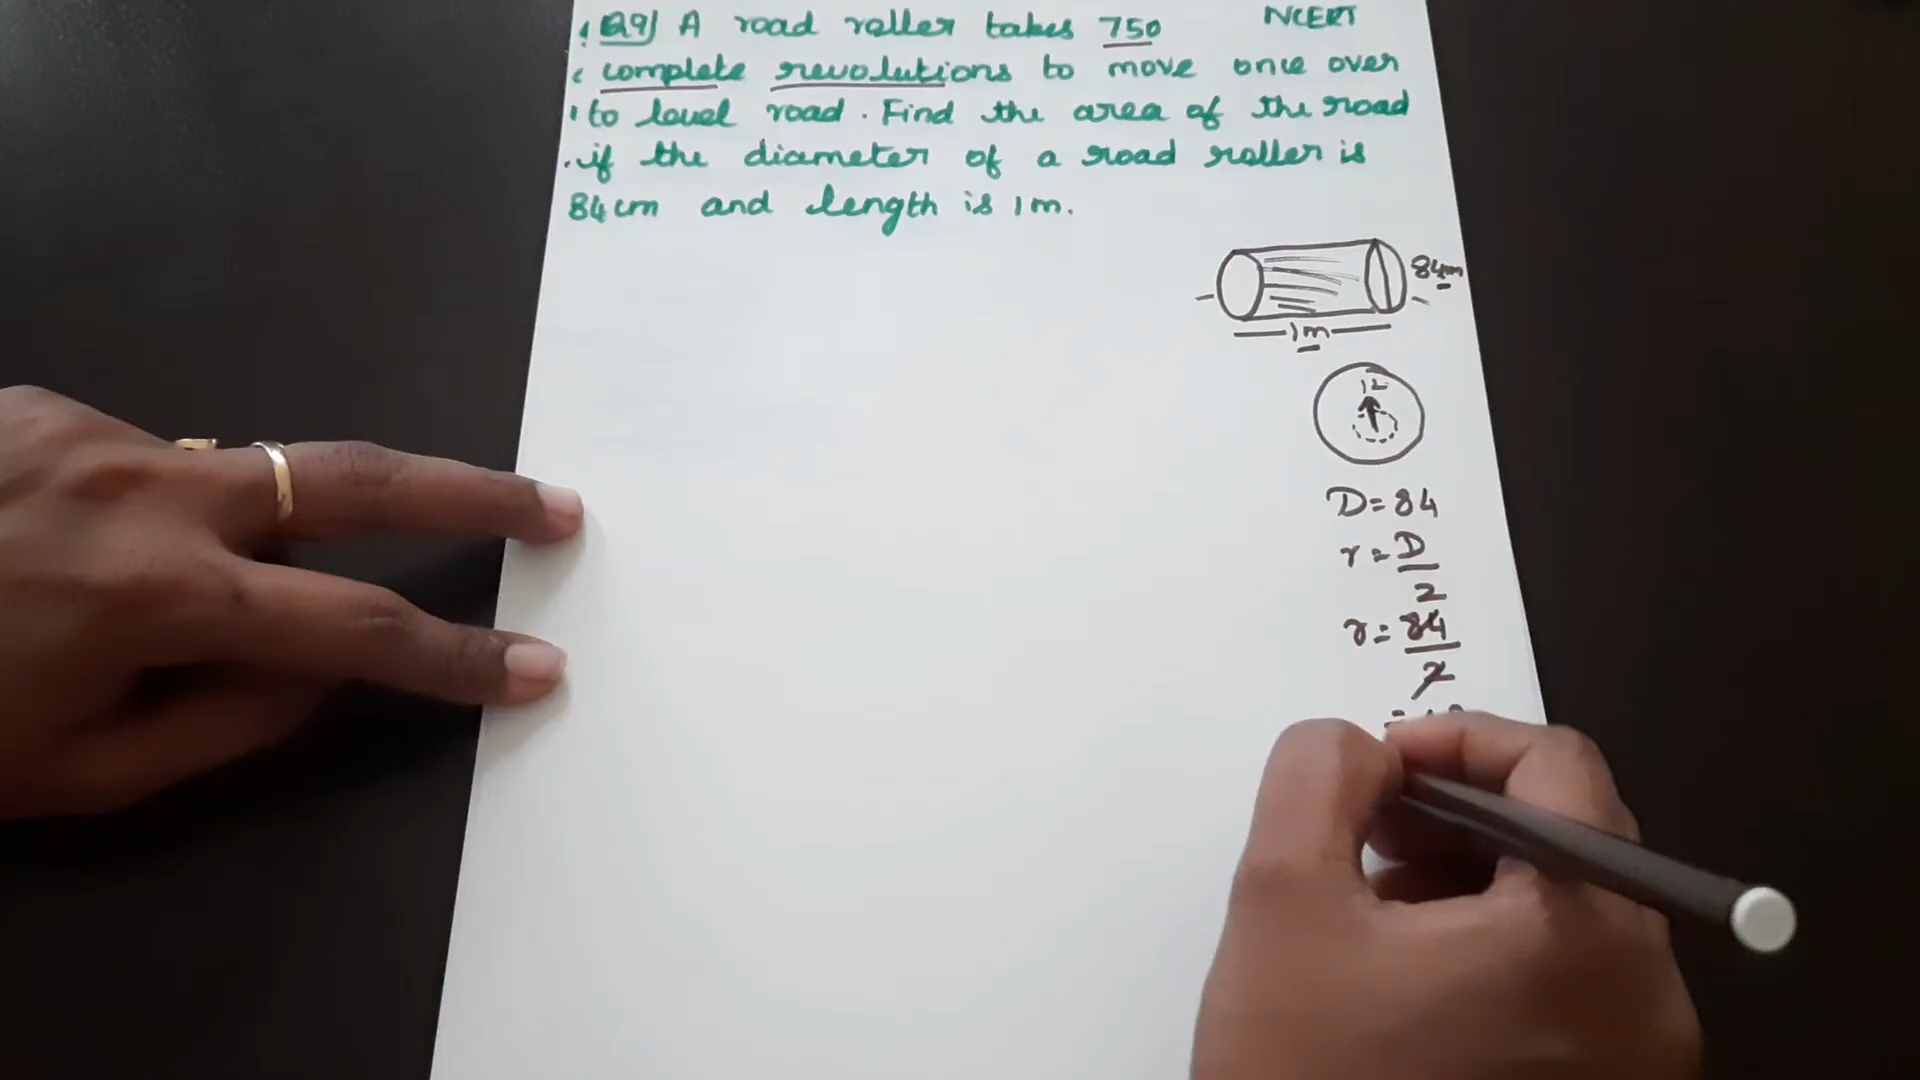 Q9) A road roller takes 750 NCERT
complete revolutions to move once over
to level road. Find the area of the road
if the diameter of a road roller is
84cm and length is 1m.
84m
1m
12
D=84
r=D/2
r=84/2